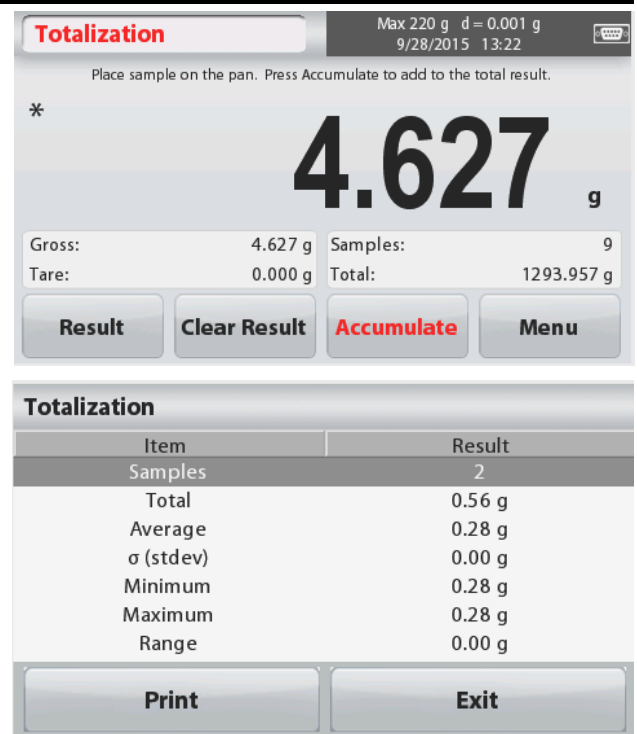 Totalization
Max 220 g d = 0.001 g
9/28/2015 13:22
Place sample on the pan. Press Accumulate to add to the total result.
*
4.627 g
Gross: 4.627 g Samples: 9
Tare: 0.000 g Total: 1293.957 g
Result Clear Result Accumulate Menu
Totalization
Item Result
Samples 2
Total 0.56 g
Average 0.28 g
σ (stdev) 0.00 g
Minimum 0.28 g
Maximum 0.28 g
Range 0.00 g
Print Exit